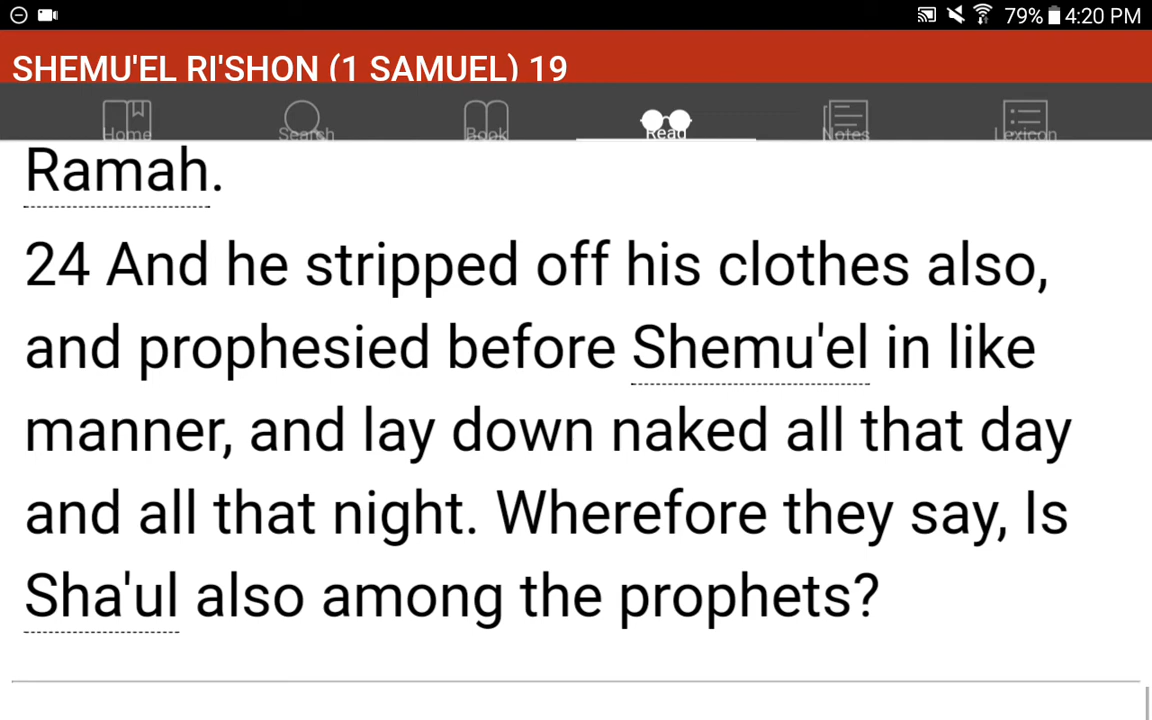 79% 4:20 PM
SHEMU'EL RI'SHON (1 SAMUEL) 19
Home Search Book Read Notes Lexicon
Ramah.
24 And he stripped off his clothes also,
and prophesied before Shemu'el in like
manner, and lay down naked all that day
and all that night. Wherefore they say, Is
Sha'ul also among the prophets?